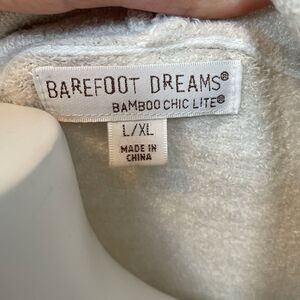 BAREFOOT DREAMS®
BAMBOO CHIC LITE®
L/XL
MADE IN
CHINA